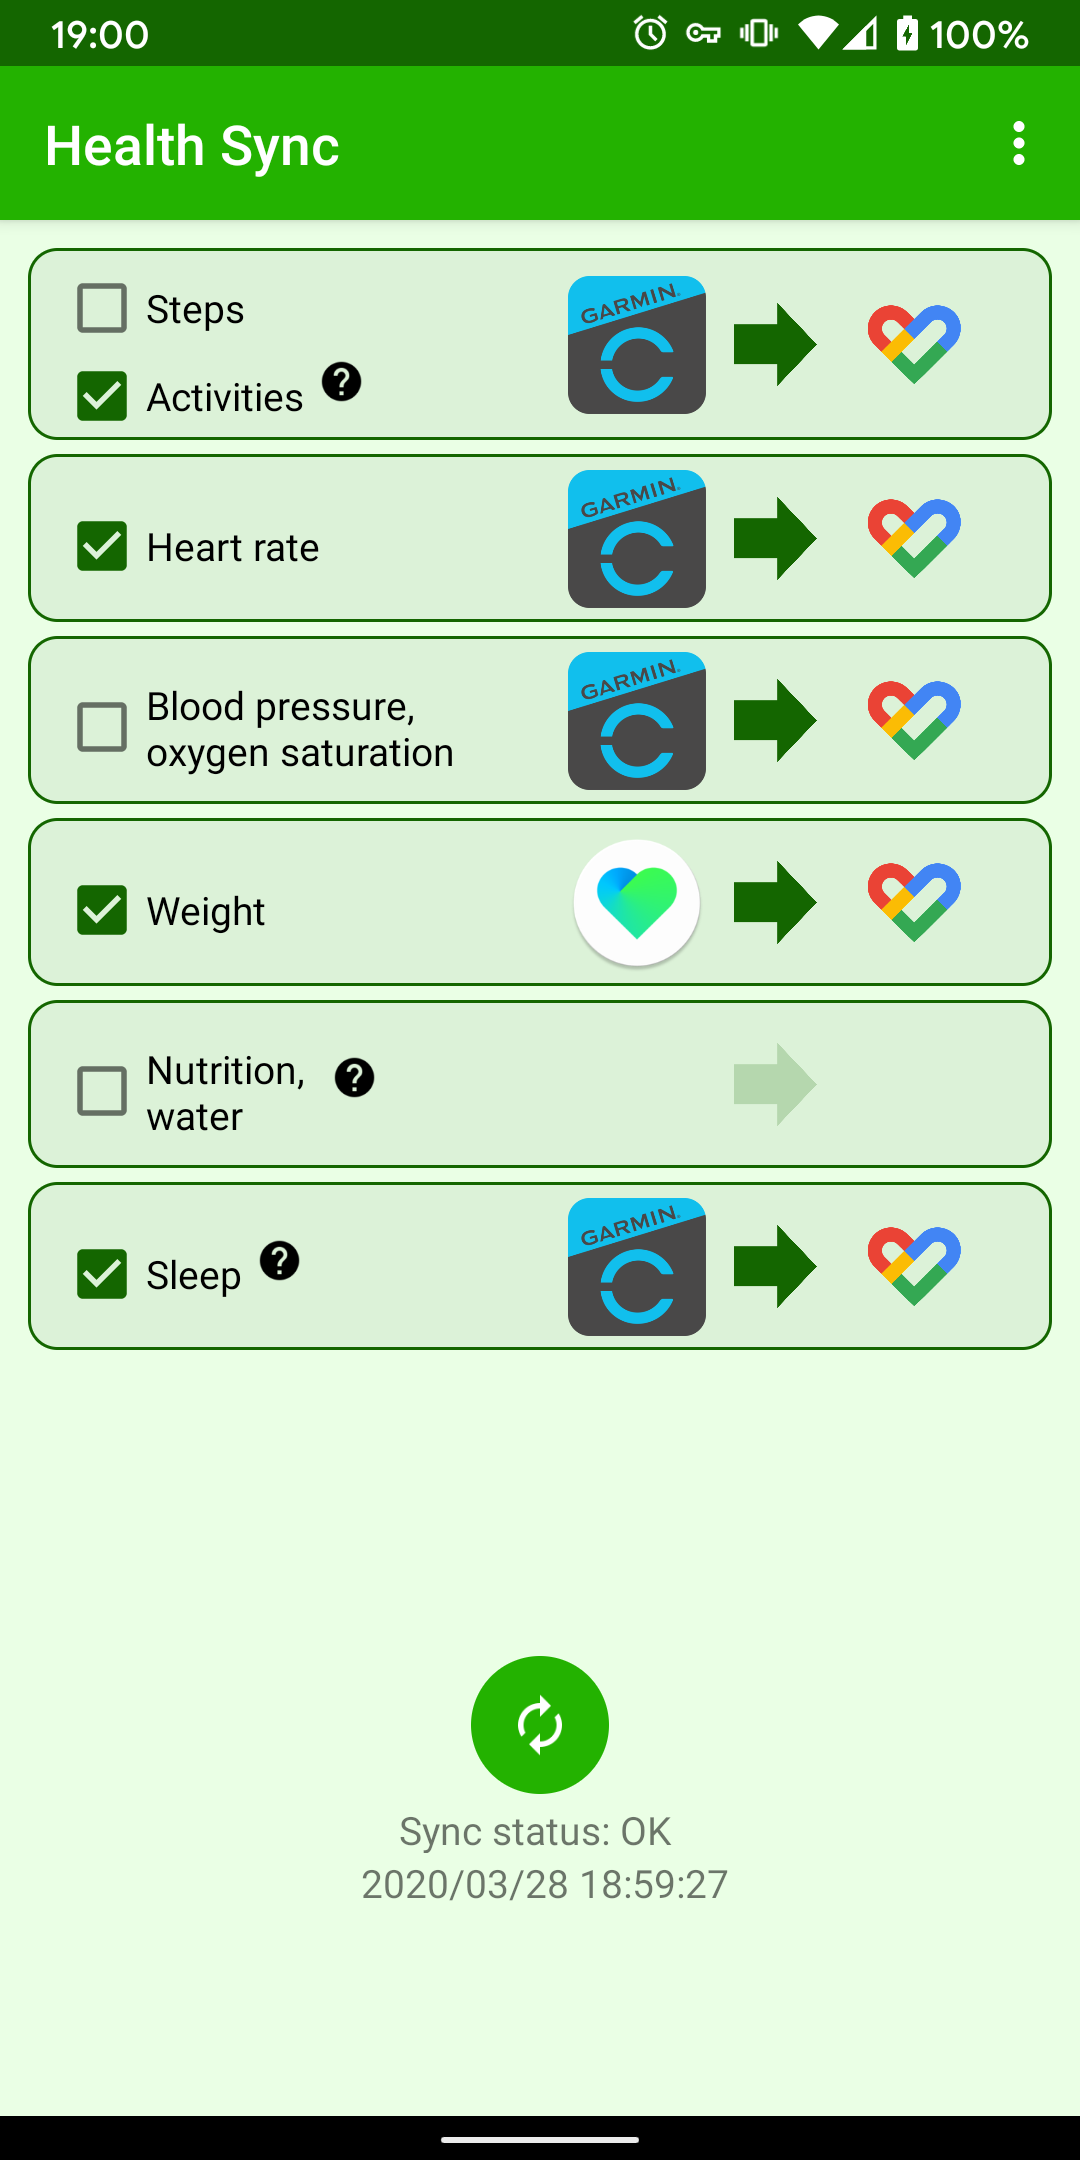 19:00
100%
Health Sync
Steps
GARMIN
Activities
Heart rate
GARMIN
Blood pressure,
oxygen saturation
GARMIN
Weight
Nutrition,
water
Sleep
GARMIN
Sync status: OK
2020/03/28 18:59:27